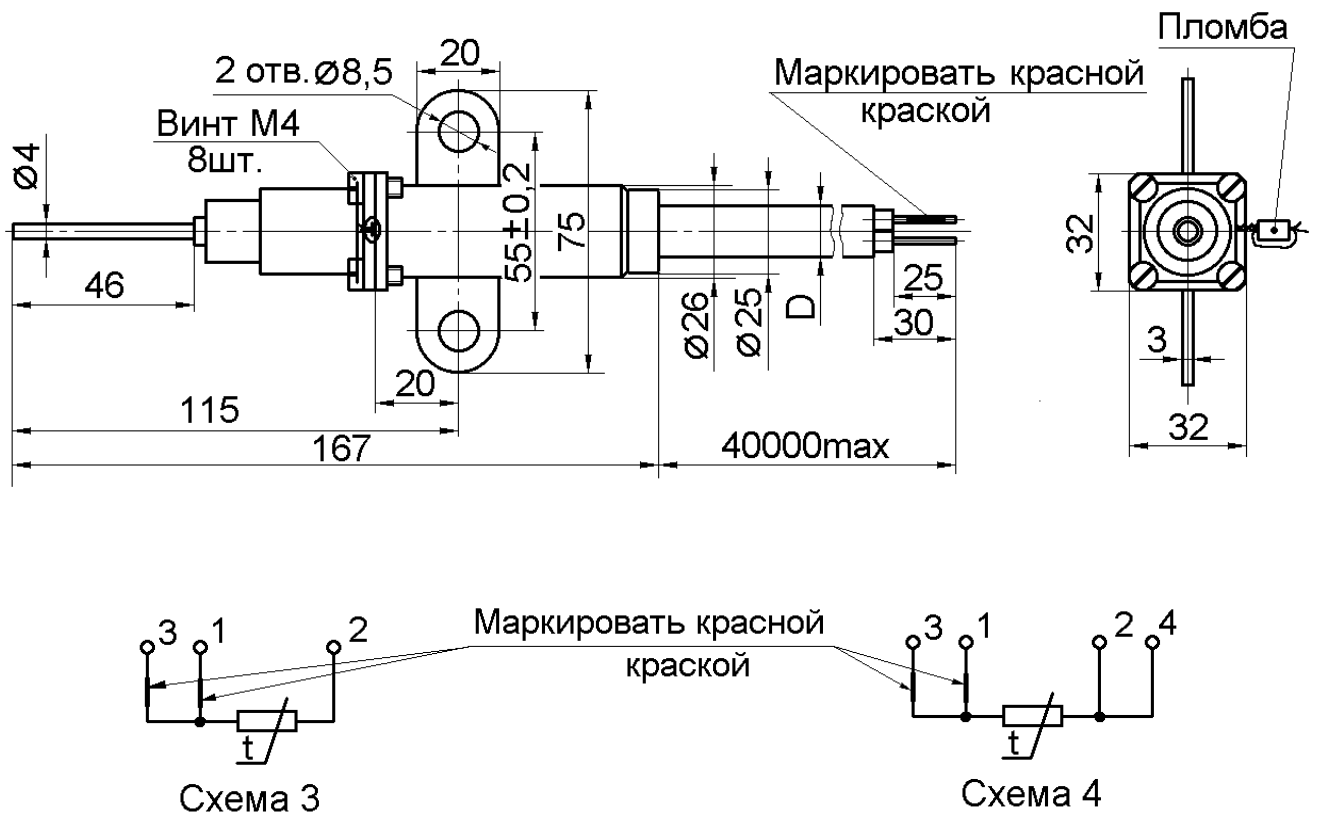 Пломба
20
2 отв. Ø8,5
Маркировать красной
краской
Винт М4
8шт.
Ø4
55±0,2
75
32
46
25
Ø26
Ø25
D
30
3
20
115
32
167
40000max
3 1 2
Маркировать красной
краской
3 1 2 4
t
t
Схема 3
Схема 4